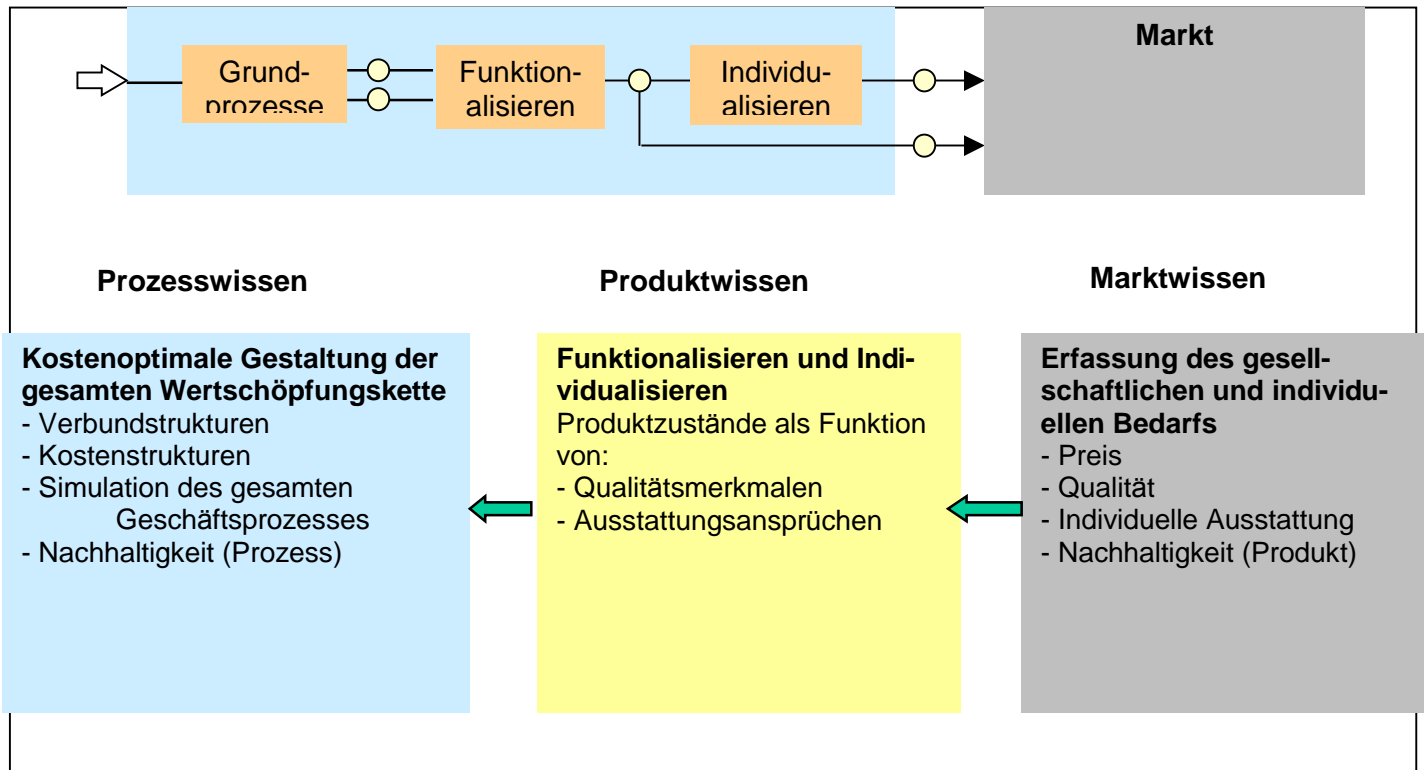 Markt
Grund-
prozesse
Funktion-
alisieren
Individu-
alisieren
Prozesswissen
Produktwissen
Marktwissen
Kostenoptimale Gestaltung der
gesamten Wertschöpfungskette
- Verbundstrukturen
- Kostenstrukturen
- Simulation des gesamten
Geschäftsprozesses
- Nachhaltigkeit (Prozess)
Funktionalisieren und Indi-
vidualisieren
Produktzustände als Funktion
von:
- Qualitätsmerkmalen
- Ausstattungsansprüchen
Erfassung des gesell-
schaftlichen und individu-
ellen Bedarfs
- Preis
- Qualität
- Individuelle Ausstattung
- Nachhaltigkeit (Produkt)